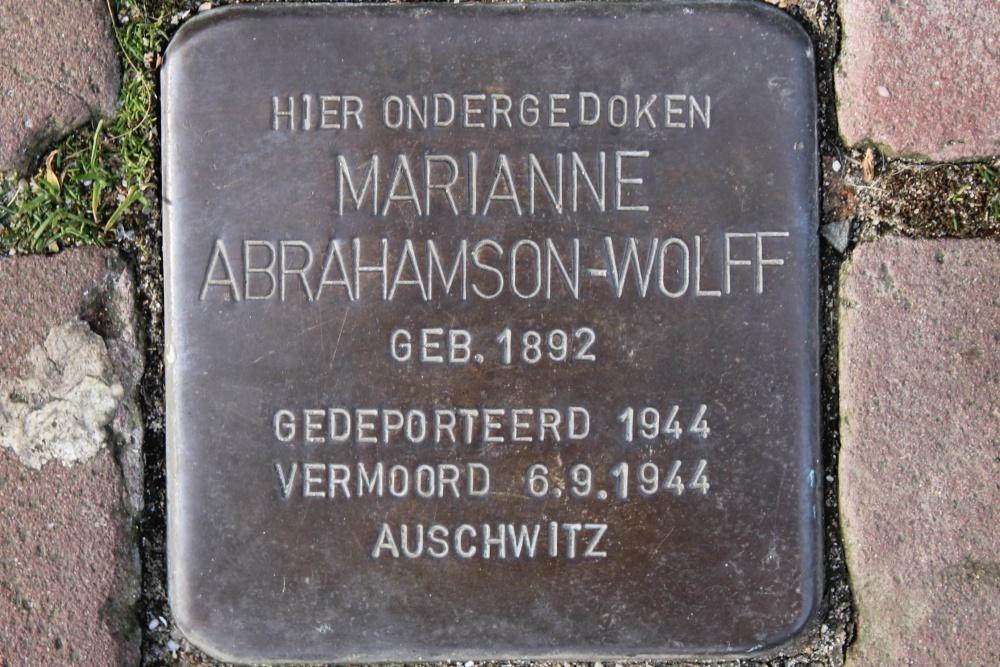 HIER ONDERGEDOKEN
MARIANNE
ABRAHAMSON-WOLFF
GEB. 1892
GEDEPORTEERD 1944
VERMOORD 6.9.1944
AUSCHWITZ